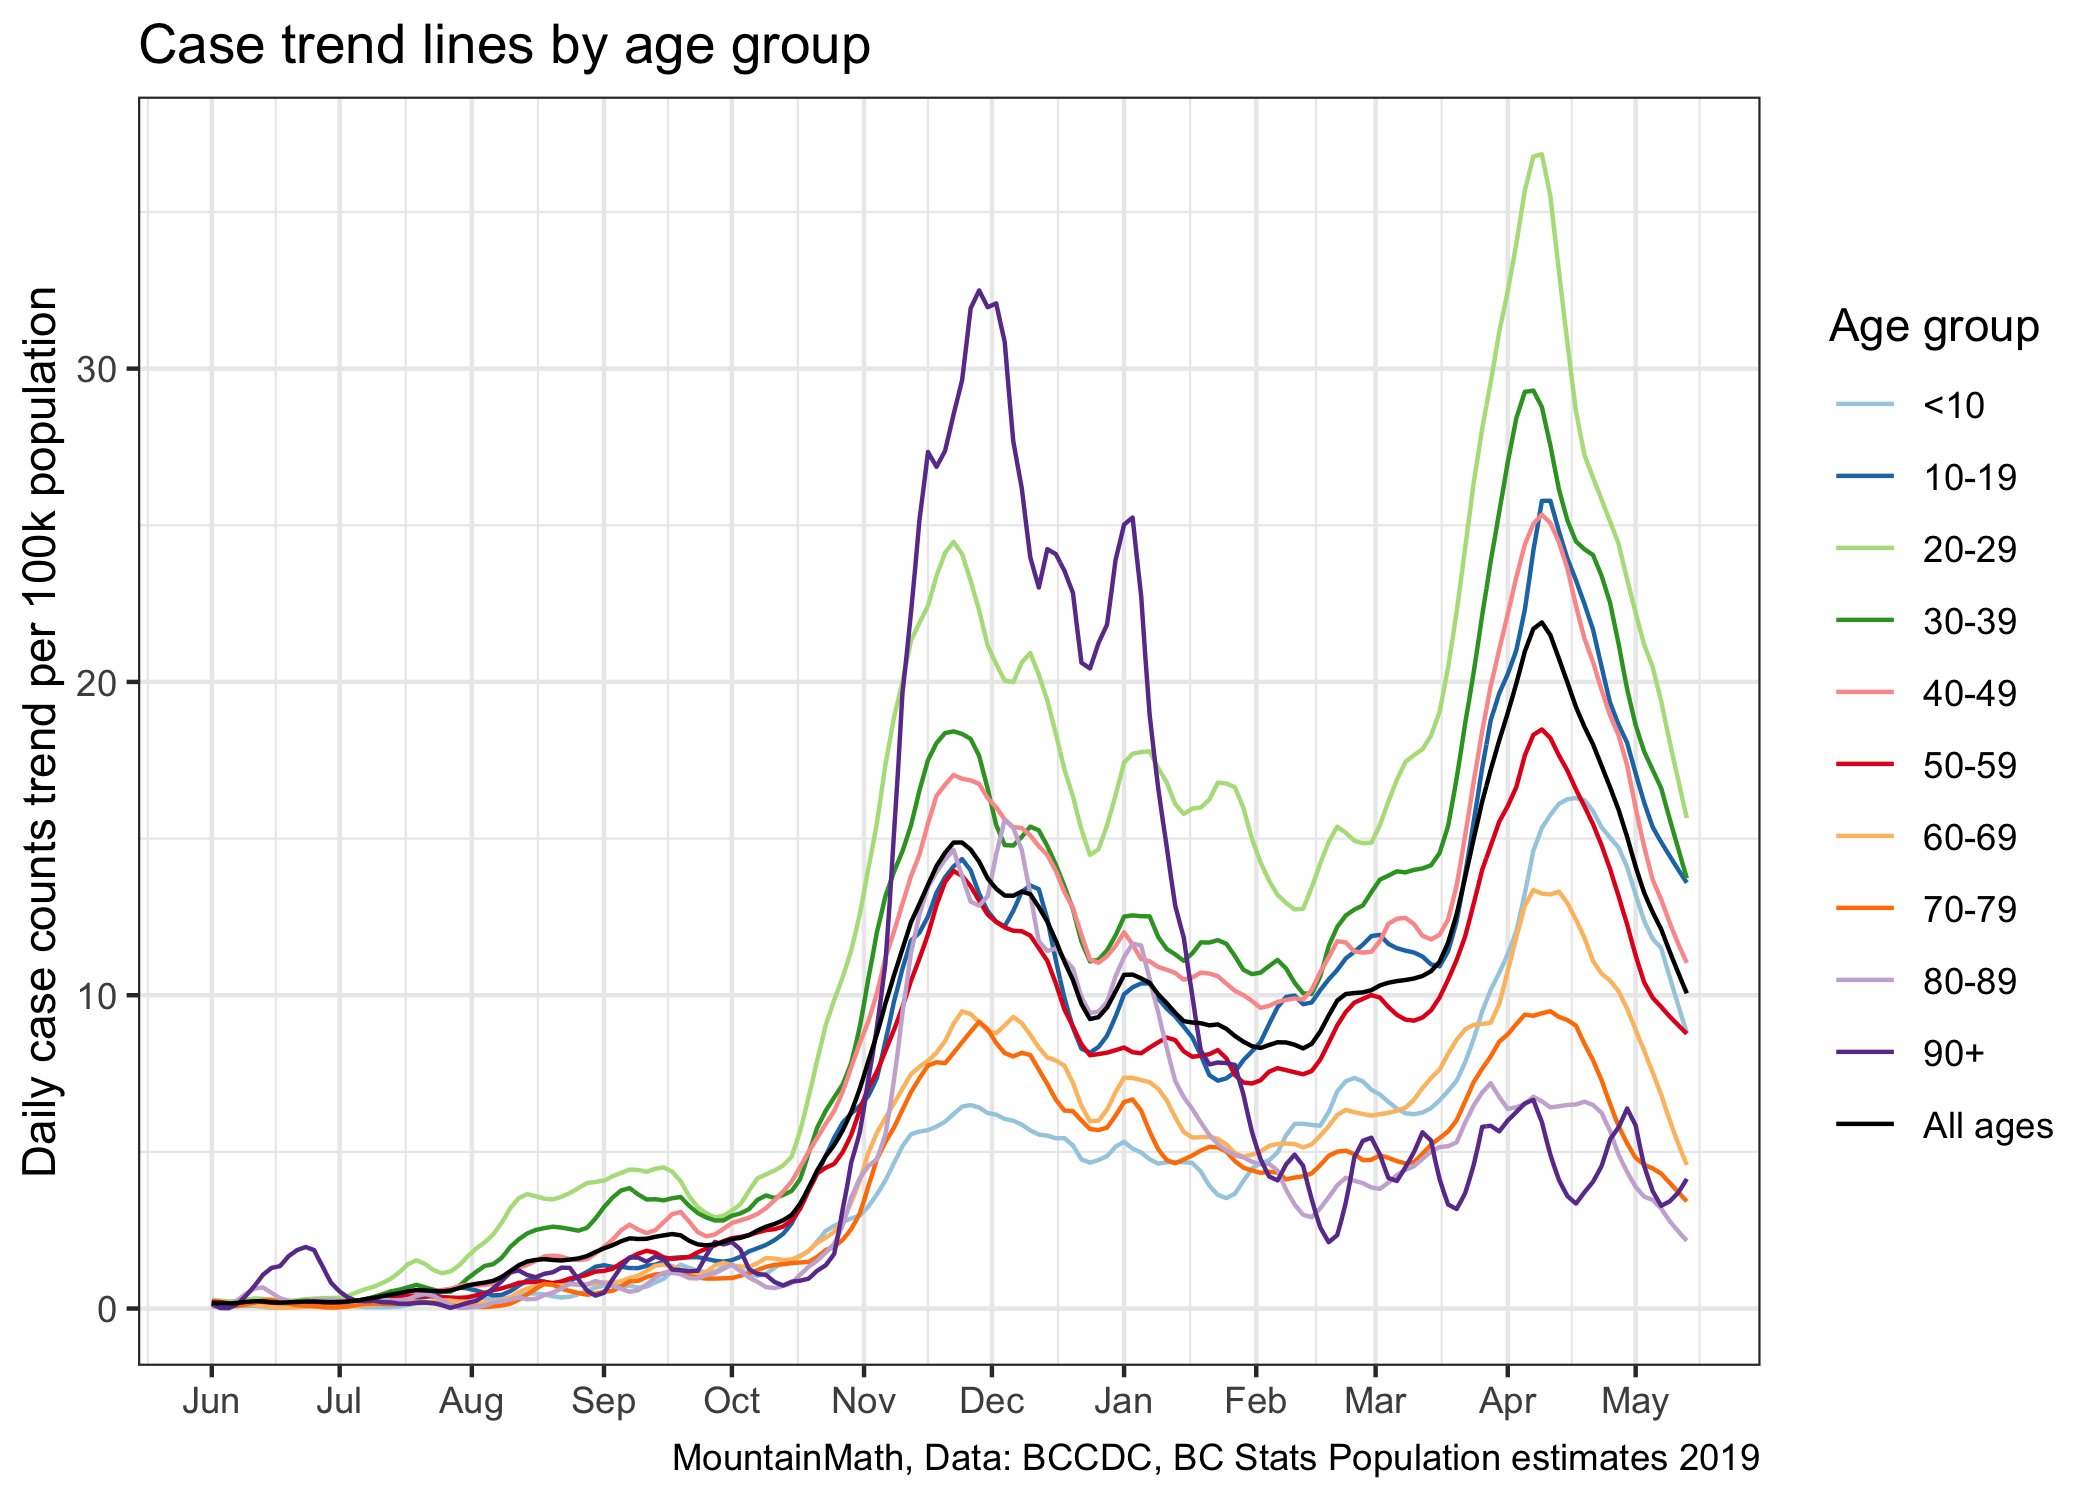 Case trend lines by age group
Daily case counts trend per 100k population
30
20
10
0
Jun Jul Aug Sep Oct Nov Dec Jan Feb Mar Apr May
Age group
<10
10-19
20-29
30-39
40-49
50-59
60-69
70-79
80-89
90+
All ages
MountainMath, Data: BCCDC, BC Stats Population estimates 2019